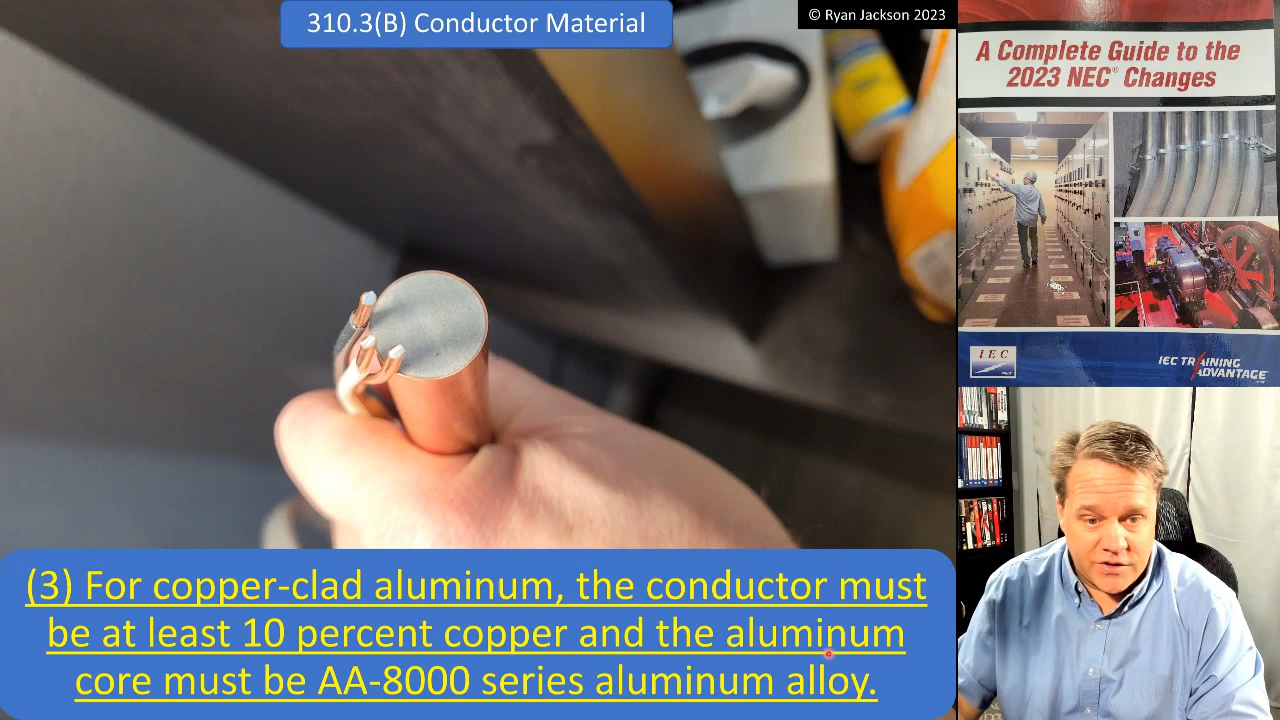 310.3(B) Conductor Material
© Ryan Jackson 2023
A Complete Guide to the
2023 NEC® Changes
IEC
IEC TRAINING
ADVANTAGE
(3) For copper-clad aluminum, the conductor must
be at least 10 percent copper and the aluminum
core must be AA-8000 series aluminum alloy.